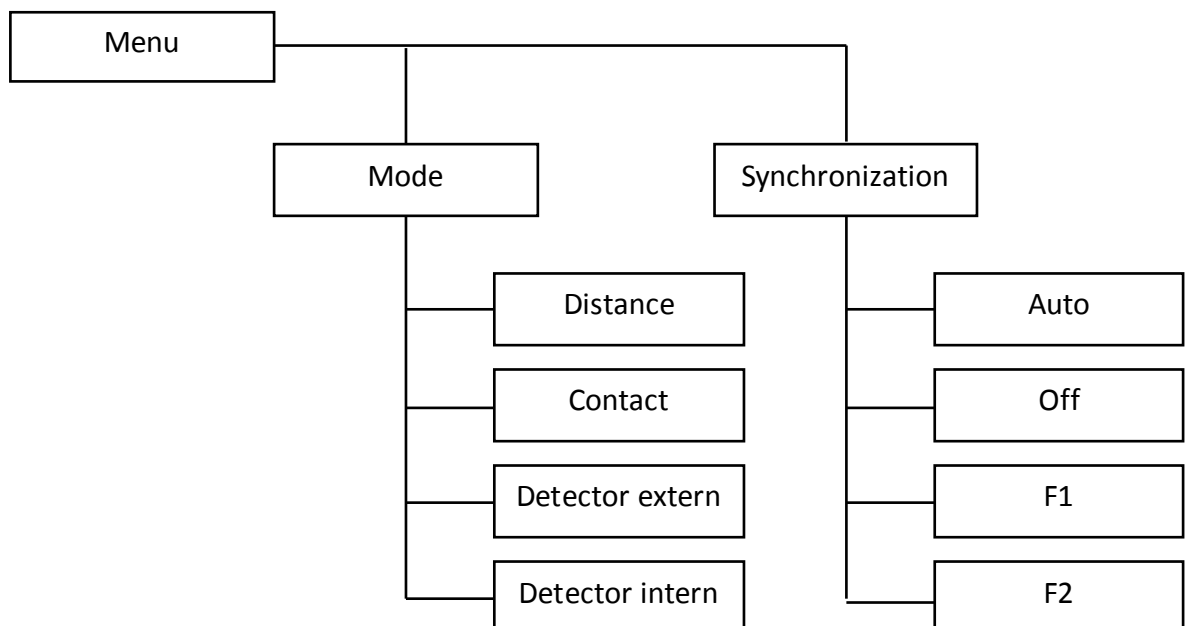 Menu
Mode
Synchronization
Distance
Auto
Contact
Off
Detector extern
F1
Detector intern
F2